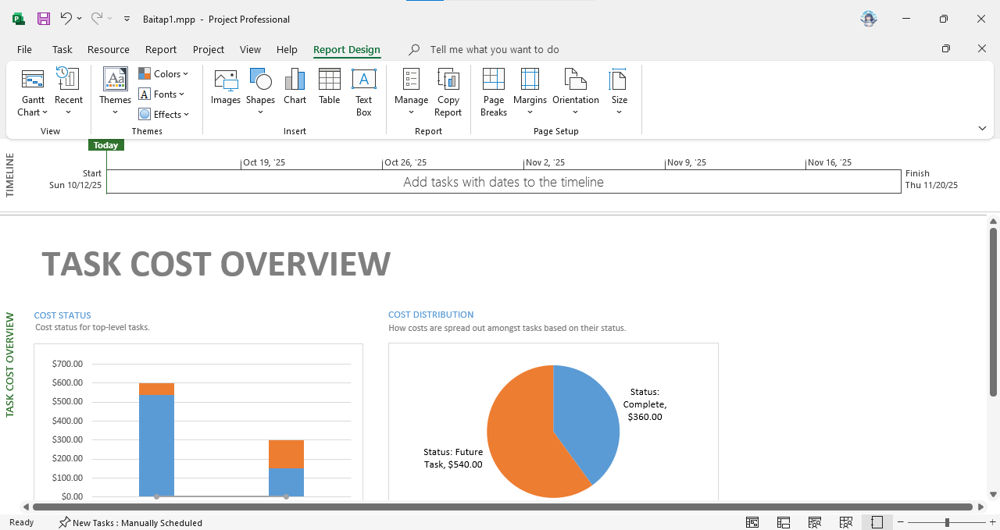 Baitap1.mpp - Project Professional
File Task Resource Report Project View Help Report Design Tell me what you want to do
Gantt Chart
Recent
View
Themes
Colors
Fonts
Effects
Themes
Images
Shapes
Chart
Table
Text Box
Insert
Manage
Copy Report
Report
Page Breaks
Margins
Orientation
Size
Page Setup
TIMELINE
Today
Start
Sun 10/12/25
Oct 19, '25
Oct 26, '25
Nov 2, '25
Nov 9, '25
Nov 16, '25
Add tasks with dates to the timeline
Finish
Thu 11/20/25
TASK COST OVERVIEW
TASK COST OVERVIEW
COST STATUS
Cost status for top-level tasks.
$700.00
$600.00
$500.00
$400.00
$300.00
$200.00
$100.00
$0.00
COST DISTRIBUTION
How costs are spread out amongst tasks based on their status.
Status:
Complete,
$360.00
Status: Future
Task, $540.00
Ready New Tasks : Manually Scheduled